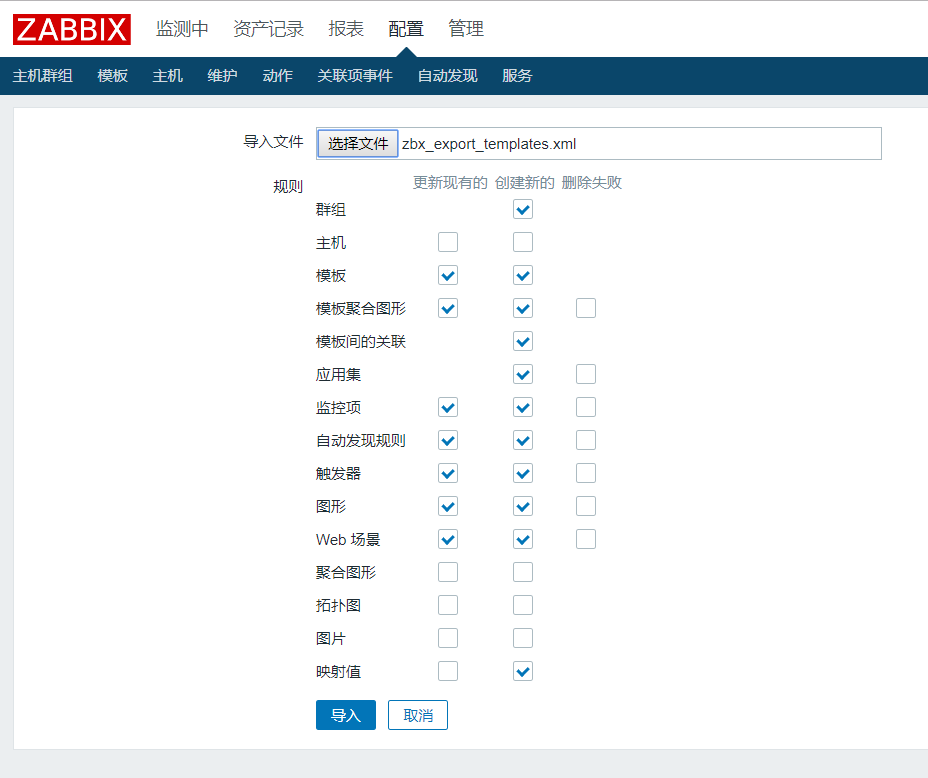 ZABBIX 监测中 资产记录 报表 配置 管理
主机群组 模板 主机 维护 动作 关联项事件 自动发现 服务
导入文件 选择文件 zbx_export_templates.xml
规则 更新现有的 创建新的 删除失败
群组
主机
模板
模板聚合图形
模板间的关联
应用集
监控项
自动发现规则
触发器
图形
Web 场景
聚合图形
拓扑图
图片
映射值
导入 取消